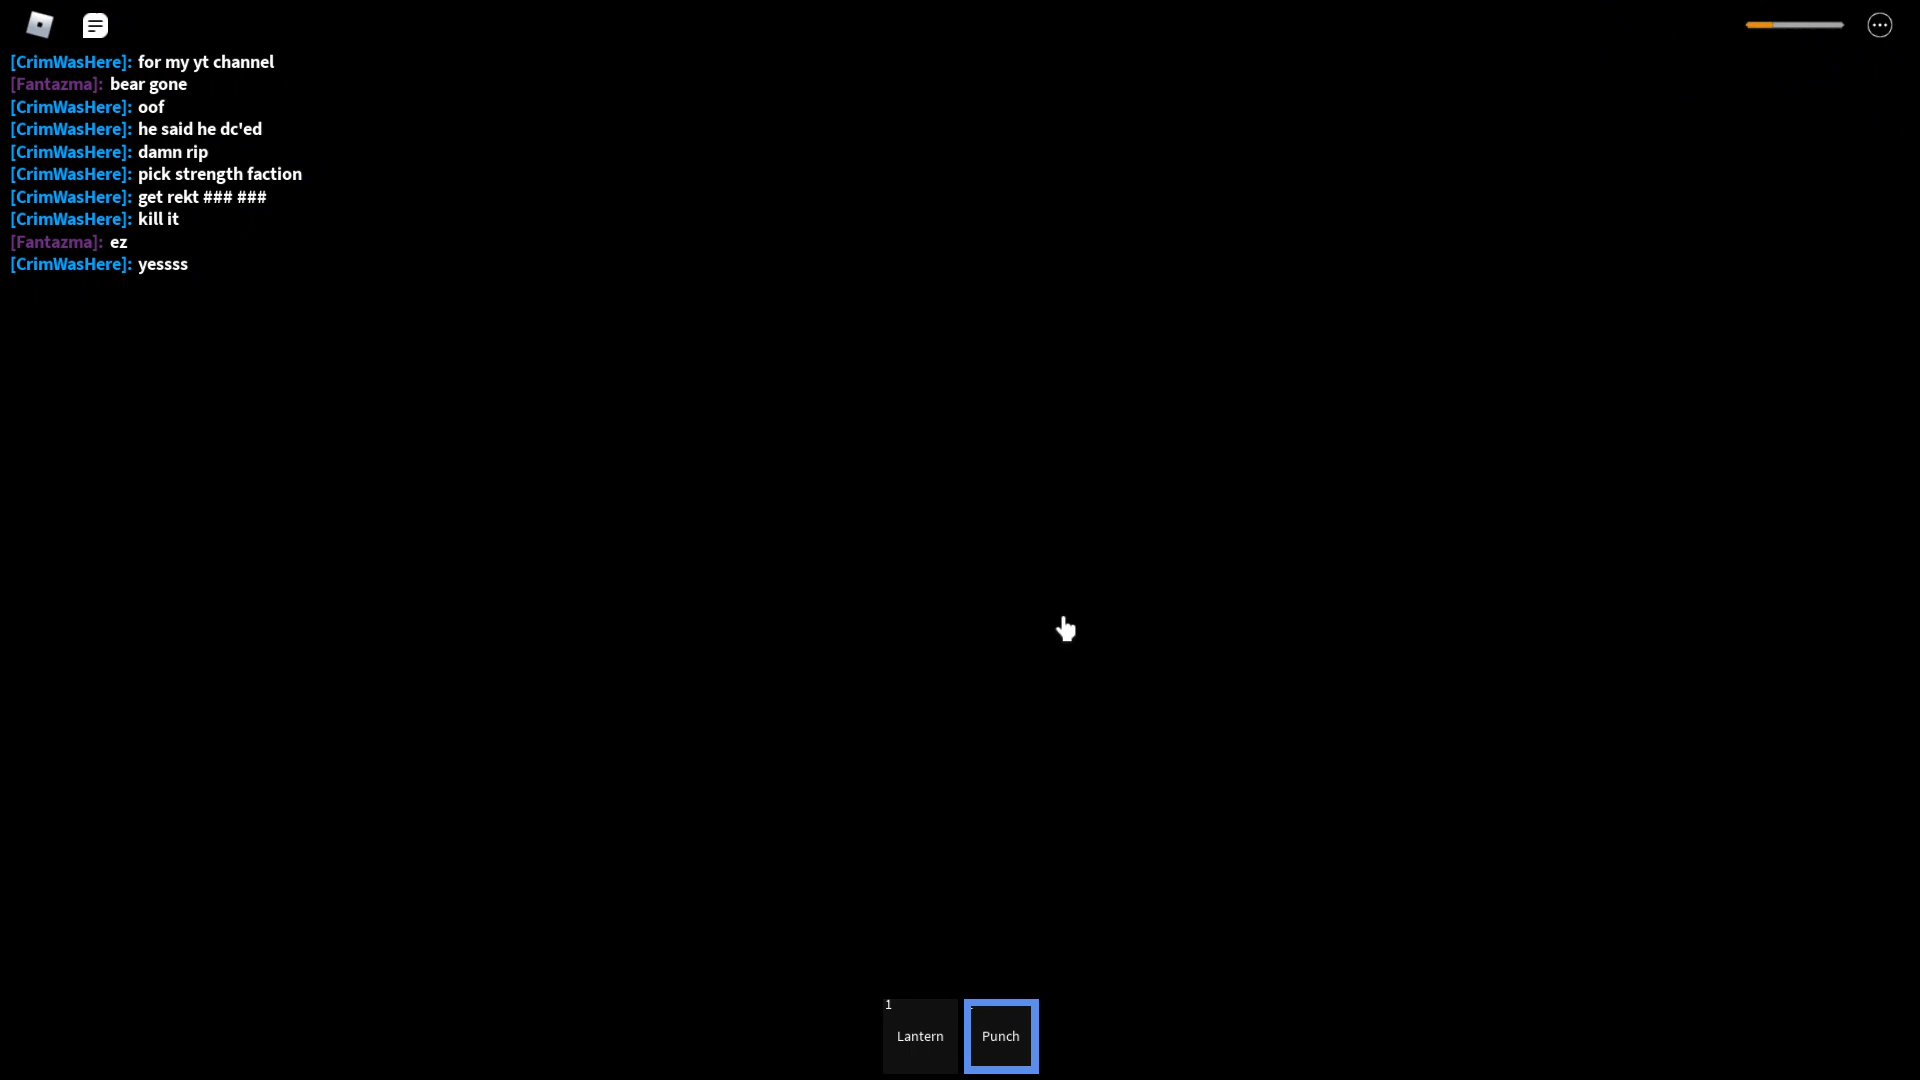 [CrimWasHere]: for my yt channel
[Fantazma]: bear gone
[CrimWasHere]: oof
[CrimWasHere]: he said he dc'ed
[CrimWasHere]: damn rip
[CrimWasHere]: pick strength faction
[CrimWasHere]: get rekt ### ###
[CrimWasHere]: kill it
[Fantazma]: ez
[CrimWasHere]: yessss
1
Lantern
Punch